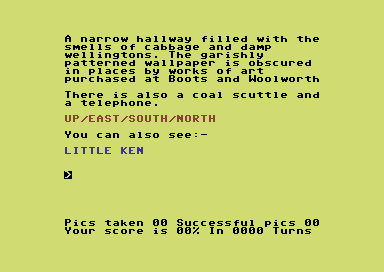 A narrow hallway filled with the
smells of cabbage and damp
wellingtons. The garishly
patterned wallpaper is obscured
in places by works of art
purchased at Boots and Woolworth
There is also a coal scuttle and
a telephone.
UP/EAST/SOUTH/NORTH
You can also see:-
LITTLE KEN
>
Pics taken 00 Successful pics 00
Your score is 00% In 0000 Turns